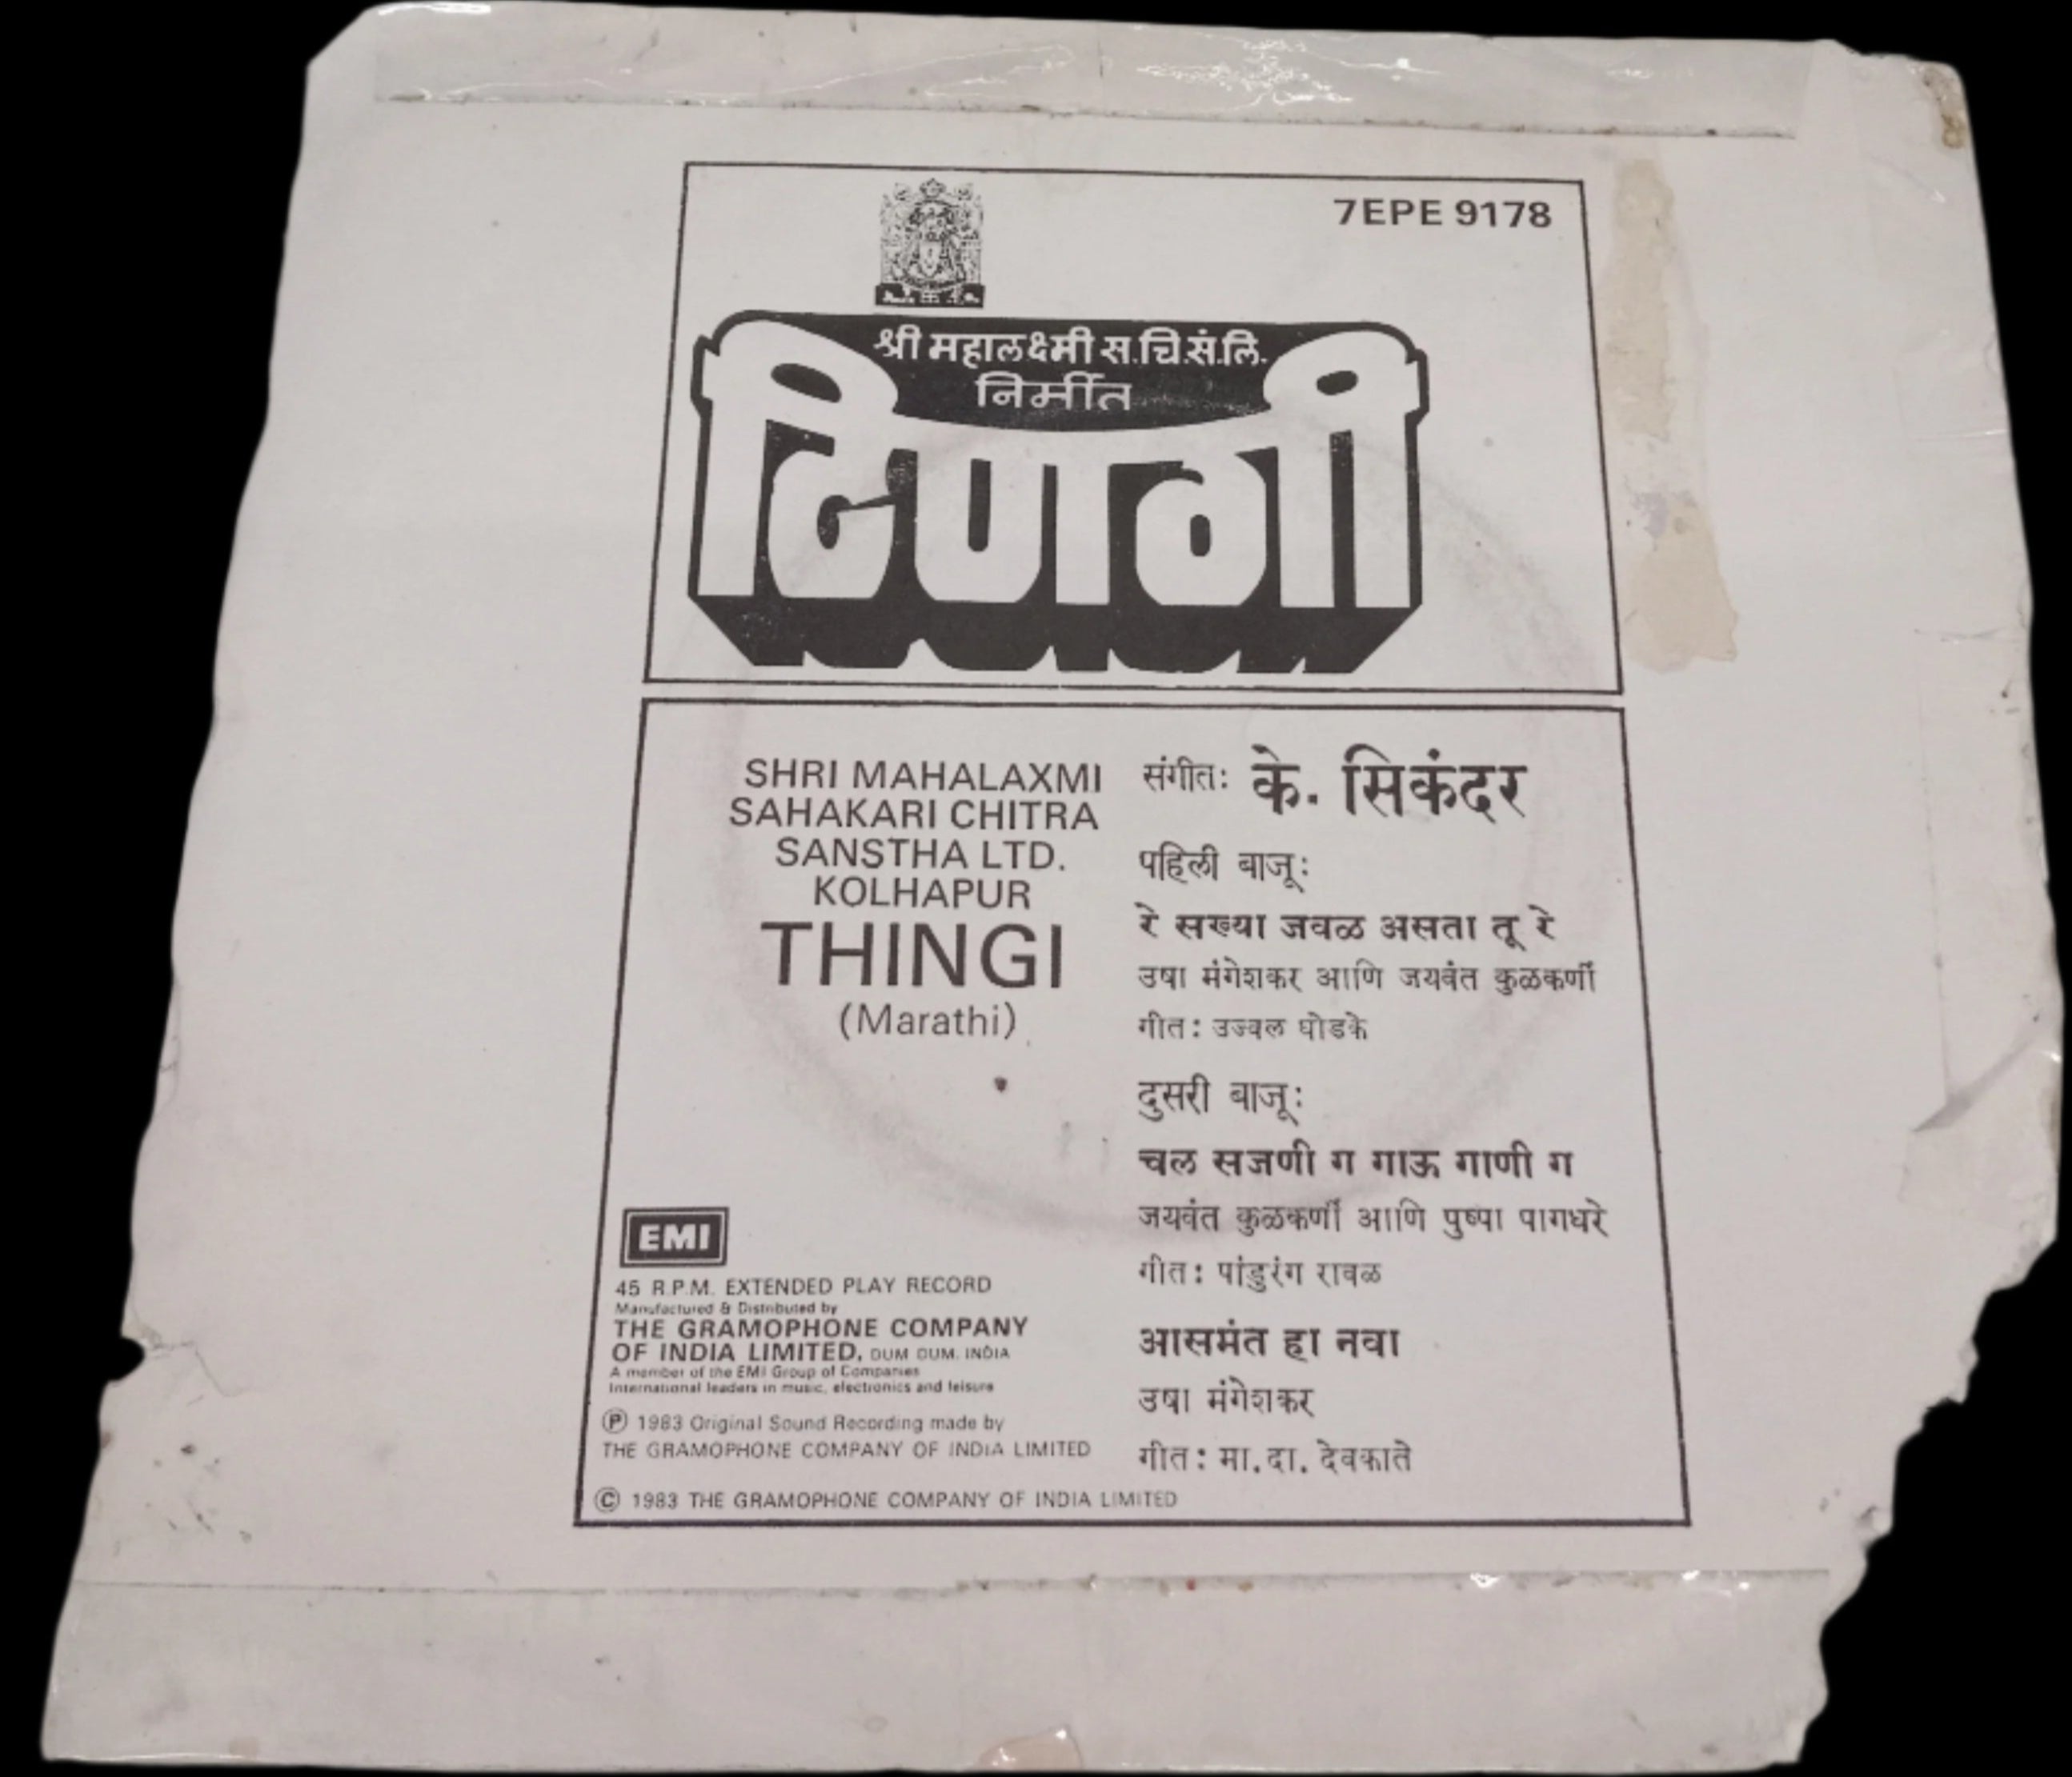 7EPE 9178
श्री महालक्ष्मी स.चि.सं.लि.
निर्मीत
ठिणगी
SHRI MAHALAXMI
SAHAKARI CHITRA
SANSTHA LTD.
KOLHAPUR
THINGI
(Marathi)
संगीत: के. सिकंदर
पहिली बाजू:
रे सख्या जवळ असता तू रे
उषा मंगेशकर आणि जयवंत कुळकर्णी
गीत: उज्वल घोडके
दुसरी बाजू:
चल सजणी ग गाऊ गाणी ग
जयवंत कुळकर्णी आणि पुष्पा पागधरे
गीत: पांडुरंग रावळ
आसमंत हा नवा
उषा मंगेशकर
गीत: मा.दा. देवकाते
EMI
45 R.P.M. EXTENDED PLAY RECORD
Manufactured & Distributed by
THE GRAMOPHONE COMPANY
OF INDIA LIMITED, DUM DUM, INDIA
A member of the EMI Group of Companies
International leaders in music, electronics and leisure
Ⓟ 1983 Original Sound Recording made by
THE GRAMOPHONE COMPANY OF INDIA LIMITED
© 1983 THE GRAMOPHONE COMPANY OF INDIA LIMITED